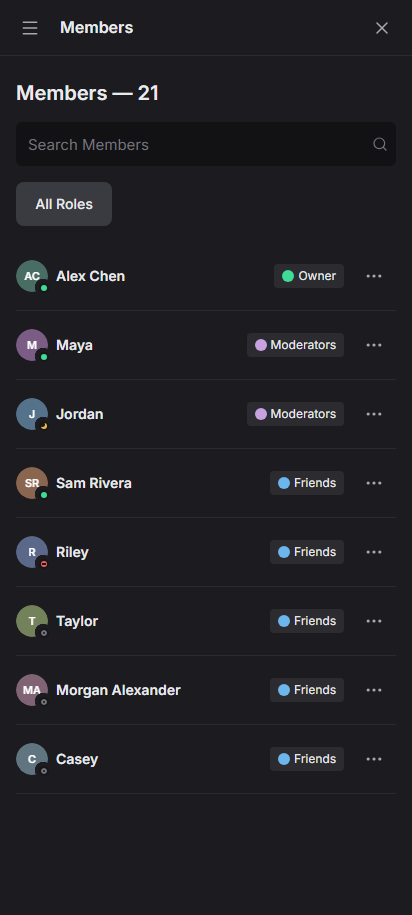 Members
Members — 21
Search Members
All Roles
AC Alex Chen Owner
M Maya Moderators
J Jordan Moderators
SR Sam Rivera Friends
R Riley Friends
T Taylor Friends
MA Morgan Alexander Friends
C Casey Friends